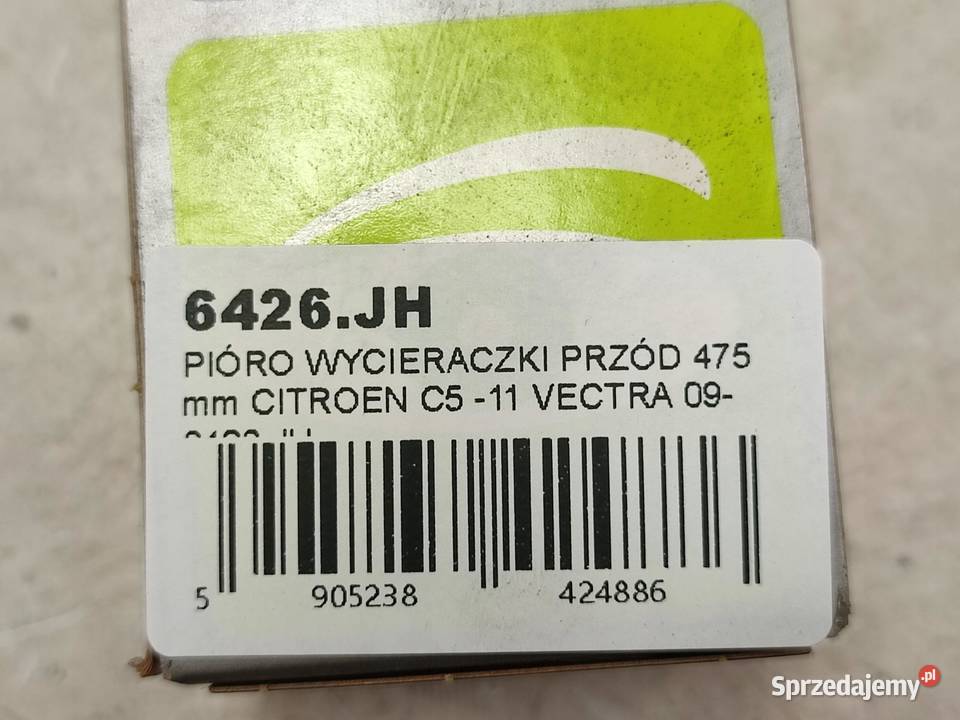 6426.JH
PIÓRO WYCIERACZKI PRZÓD 475
mm CITROEN C5 -11 VECTRA 09-
5 905238 424886
Sprzedajemy.pl